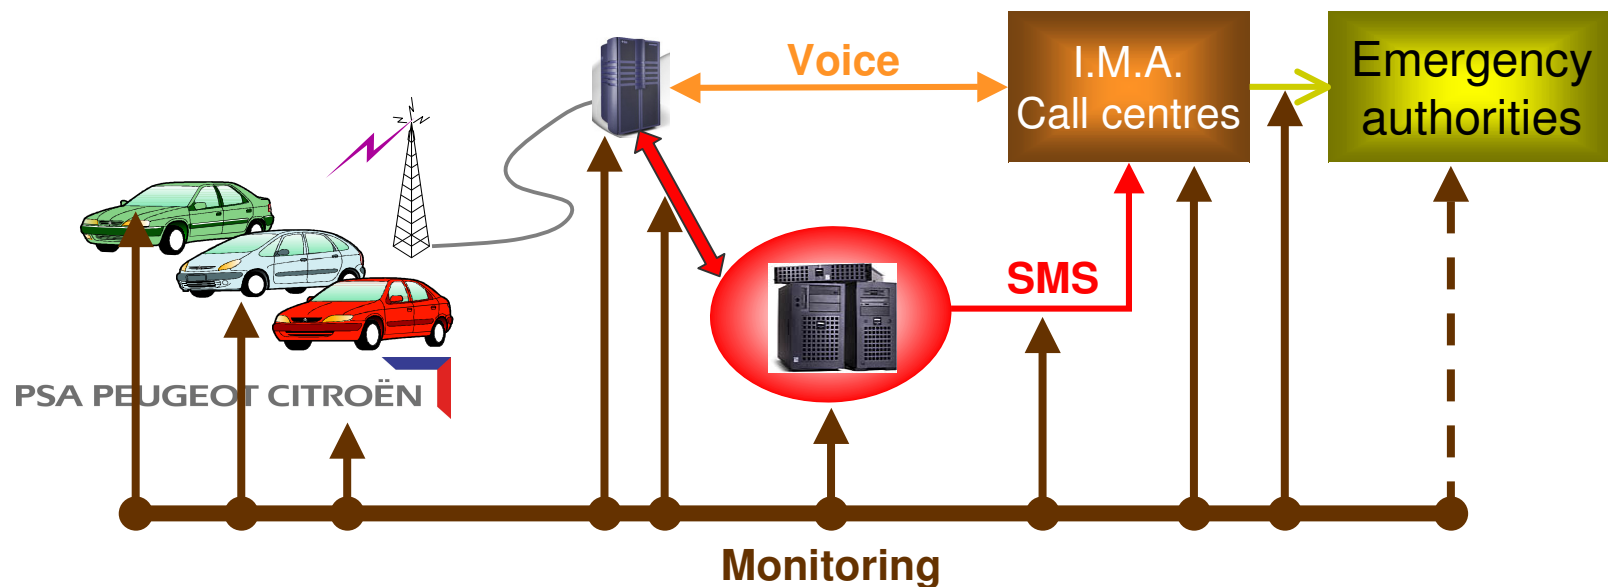 Voice
I.M.A.
Call centres
Emergency
authorities
SMS
PSA PEUGEOT CITROËN
Monitoring